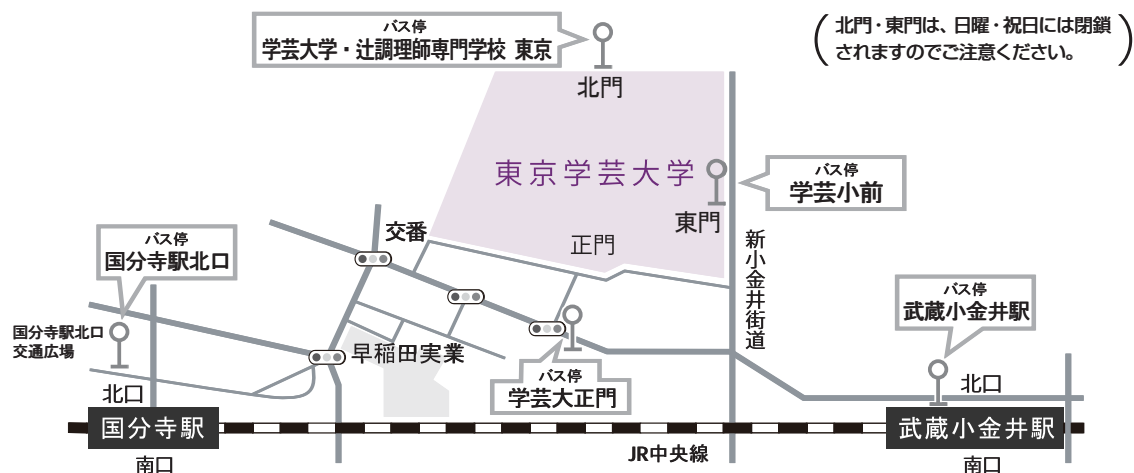 バス停
学芸大学・辻調理師専門学校 東京
北門・東門は、日曜・祝日には閉鎖
されますのでご注意ください。
北門
東京学芸大学
バス停
学芸小前
東門
正門
交番
バス停
国分寺駅北口
新小金井街道
バス停
武蔵小金井駅
国分寺駅北口
交通広場
早稲田実業
バス停
学芸大正門
北口
北口
国分寺駅
武蔵小金井駅
JR中央線
南口
南口